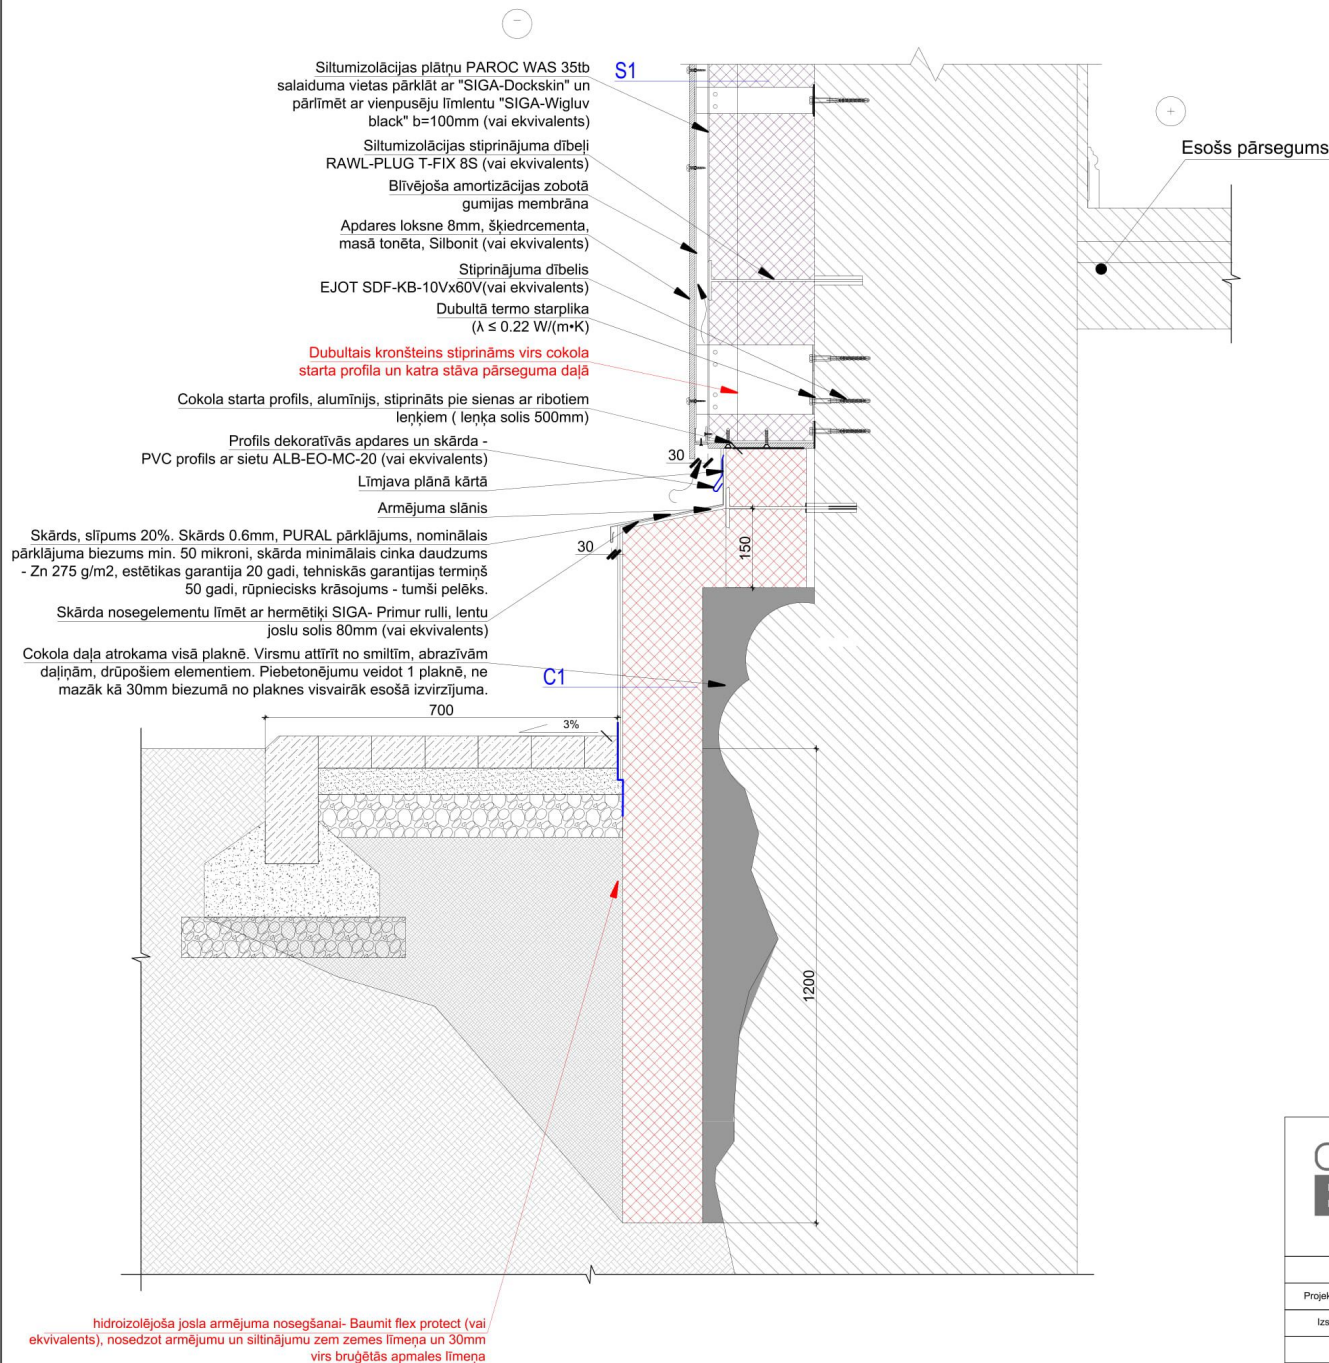 Siltumizolācijas plātņu PAROC WAS 35tb
salaiduma vietas pārklāt ar "SIGA-Dockskin" un
pārlīmēt ar vienpusēju līmlentu "SIGA-Wigluv
black" b=100mm (vai ekvivalents)
S1
Siltumizolācijas stiprinājuma dībeļi
RAWL-PLUG T-FIX 8S (vai ekvivalents)
Esošs pārsegums
Blīvējoša amortizācijas zobotā
gumijas membrāna
Apdares loksne 8mm, šķiedrcementa,
masā tonēta, Silbonit (vai ekvivalents)
Stiprinājuma dībelis
EJOT SDF-KB-10Vx60V(vai ekvivalents)
Dubultā termo starplika
(λ ≤ 0.22 W/(m•K)
Dubultais kronšteins stiprināms virs cokola
starta profila un katra stāva pārseguma daļā
Cokola starta profils, alumīnijs, stiprināts pie sienas ar ribotiem
leņķiem ( leņķa solis 500mm)
Profils dekoratīvās apdares un skārda -
PVC profils ar sietu ALB-EO-MC-20 (vai ekvivalents)
30
Līmjava plānā kārtā
Armējuma slānis
Skārds, slīpums 20%. Skārds 0.6mm, PURAL pārklājums, nominālais
pārklājuma biezums min. 50 mikroni, skārda minimālais cinka daudzums
- Zn 275 g/m2, estētikas garantija 20 gadi, tehniskās garantijas termiņš
50 gadi, rūpniecisks krāsojums - tumši pelēks.
30
150
Skārda nosegelementu līmēt ar hermētiķi SIGA- Primur rulli, lentu
joslu solis 80mm (vai ekvivalents)
Cokola daļa atrokama visā plaknē. Virsmu attīrīt no smiltīm, abrazīvām
daļiņām, drūpošiem elementiem. Piebetonējumu veidot 1 plaknē, ne
mazāk kā 30mm biezumā no plaknes visvairāk esošā izvirzījuma.
C1
700
3%
1200
hidroizolējoša josla armējuma nosegšanai- Baumit flex protect (vai
ekvivalents), nosedzot armējumu un siltinājumu zem zemes līmeņa un 30mm
virs bruģētās apmales līmeņa
Projek
Izs